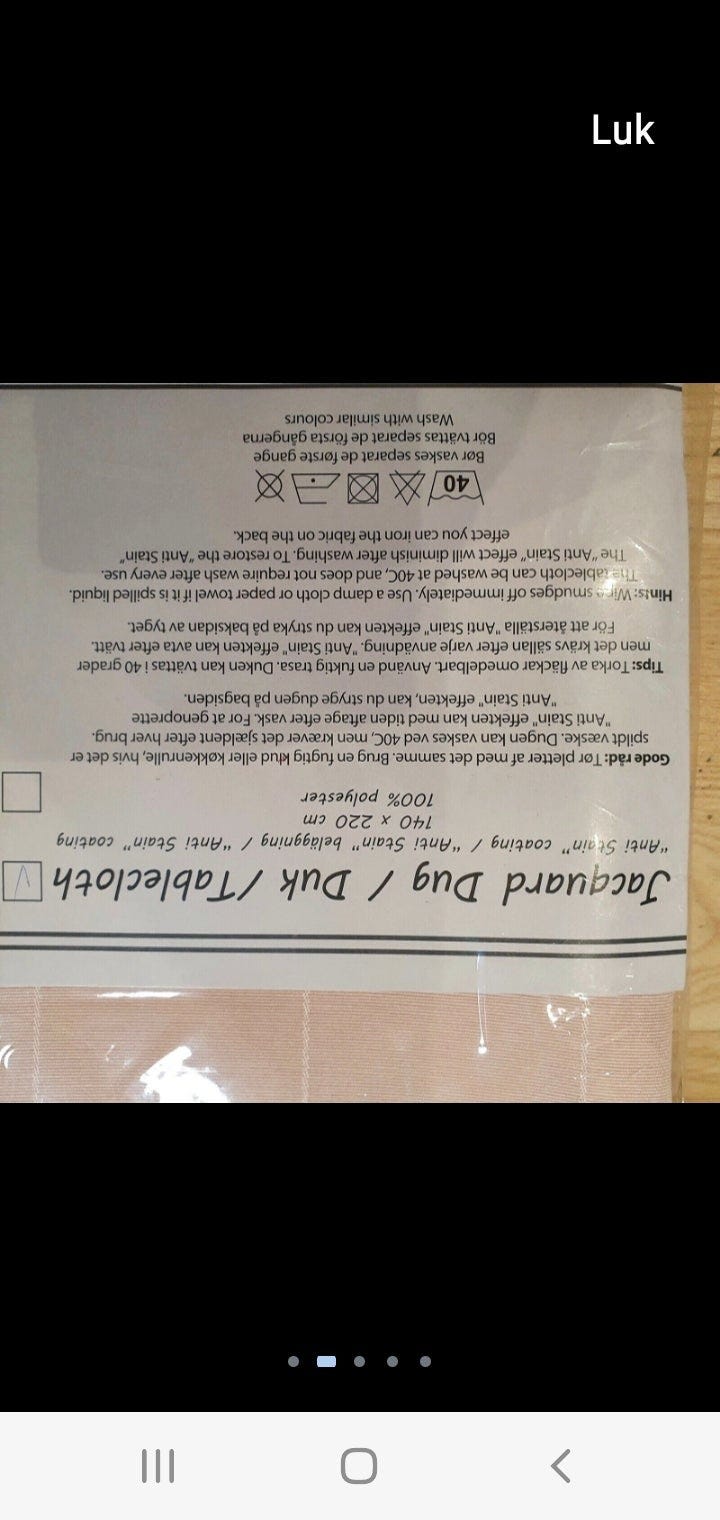 Luk
Jacquard Dug / Duk / Tablecloth
"Anti Stain" coating / "Anti Stain" beläggning / "Anti Stain" coating
140 x 220 cm
100% polyester
Gode råd: Tør pletter af med det samme. Brug en fugtig klud eller køkkenrulle, hvis det er
spildt væske. Dugen kan vaskes ved 40C, men kræver det sjældent efter hver brug.
"Anti Stain" effekten kan med tiden aftage efter vask. For at genoprette
"Anti Stain" effekten, kan du stryge dugen på bagsiden.
Tips: Torka av fläckar omedelbart. Använd en fuktig trasa. Duken kan tvättas i 40 grader
men det krävs sällan efter varje användning. "Anti Stain" effekten kan avta efter tvätt.
För att återställa "Anti Stain" effekten kan du stryka på baksidan av tyget.
Hints: Wipe smudges off immediately. Use a damp cloth or paper towel if it is spilled liquid.
The tablecloth can be washed at 40C, and does not require wash after every use.
The "Anti Stain" effect will diminish after washing. To restore the "Anti Stain"
effect you can iron the fabric on the back.
40
Bør vaskes separat de første gange
Bör tvättas separat de första gångerna
Wash with similar colours